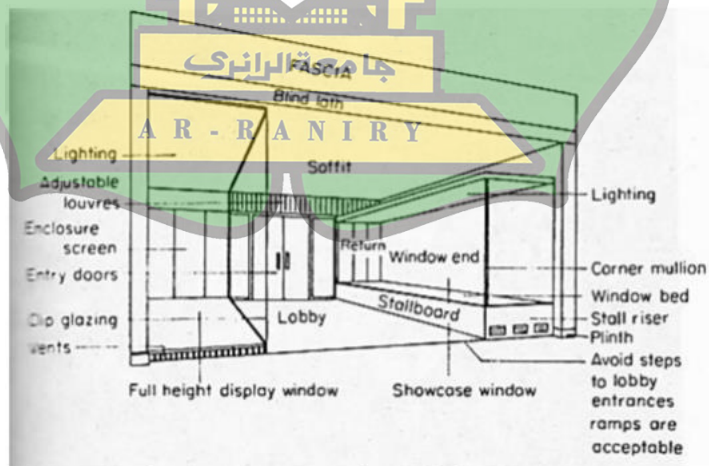 جامعة الرانري
FASCIA
Blind lath
AR-RANIRY
Lighting
Soffit
Adjustable
louvres
Lighting
Enclosure
screen
Return
Window end
Entry doors
Corner mullion
Window bed
Clip glazing
Lobby
Stallboard
Stall riser
Plinth
Vents
Avoid steps
to lobby
entrances
ramps are
acceptable
Full height display window
Showcase window